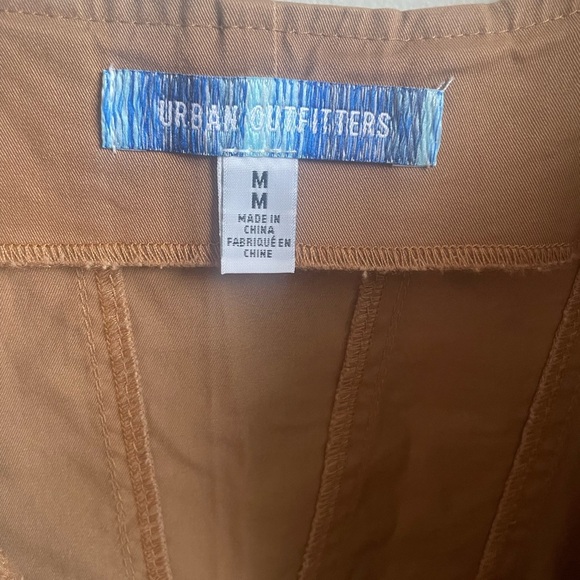 URBAN OUTFITTERS
M
M
MADE IN
CHINA
FABRIQUÉ EN
CHINE